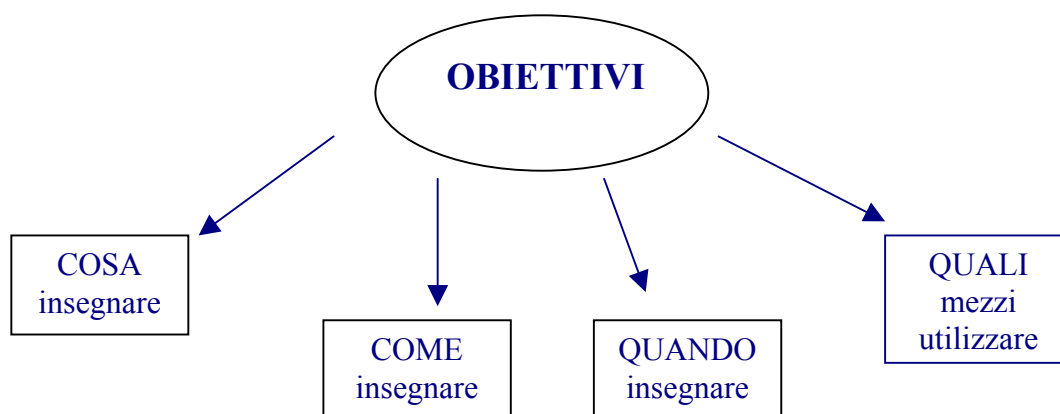 OBIETTIVI
COSA
insegnare
COME
insegnare
QUANDO
insegnare
QUALI
mezzi
utilizzare